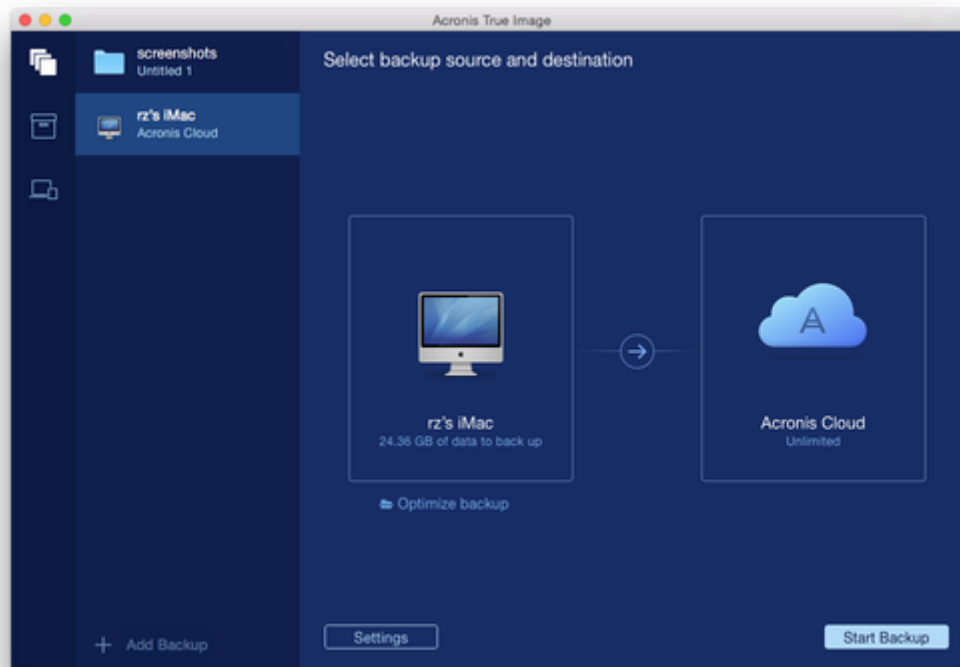 Acronis True Image
screenshots
Untitled 1
rz's iMac
Acronis Cloud
Add Backup
Select backup source and destination
rz's iMac
24.36 GB of data to back up
Optimize backup
Acronis Cloud
Unlimited
Settings
Start Backup